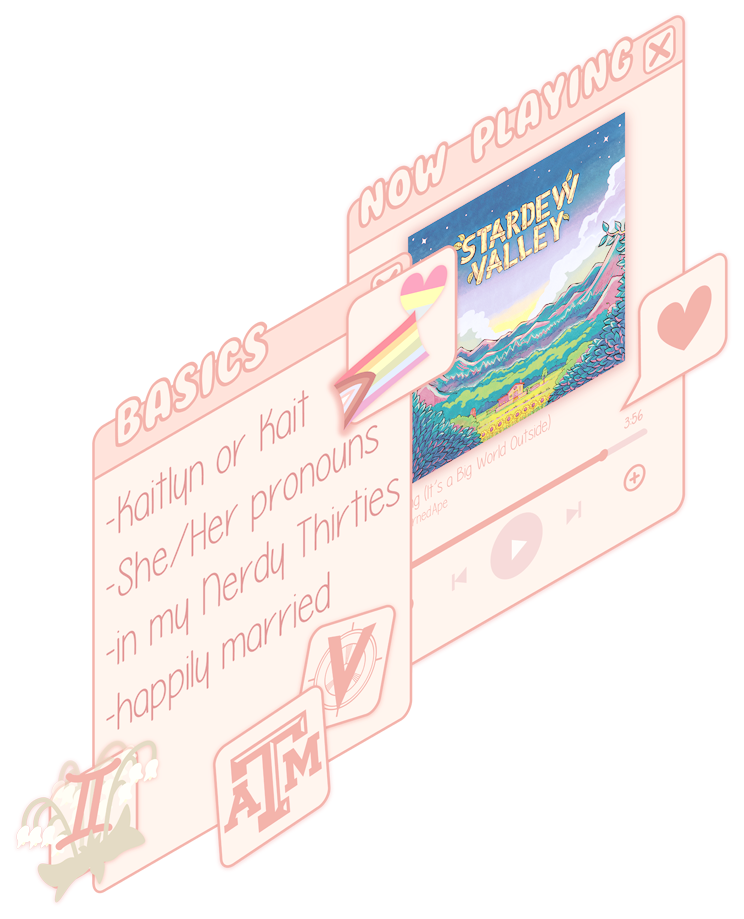 NOW PLAYING
STARDEW
VALLEY
(It's a Big World Outside)
3:56
BASICS
-Kaitlyn or Kait
-She/Her pronouns
-in my Nerdy Thirties
-happily married
V
ATM
II